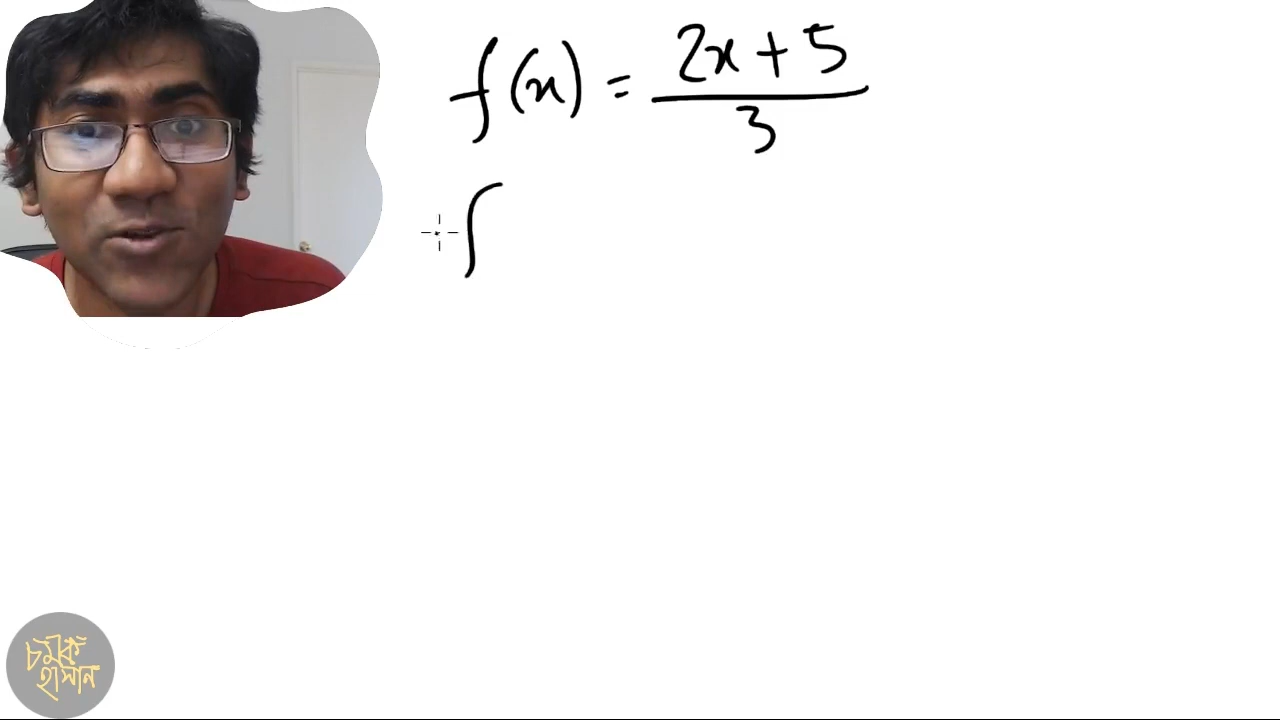 f(x) = (2x + 5)/3
চমক
হাসান